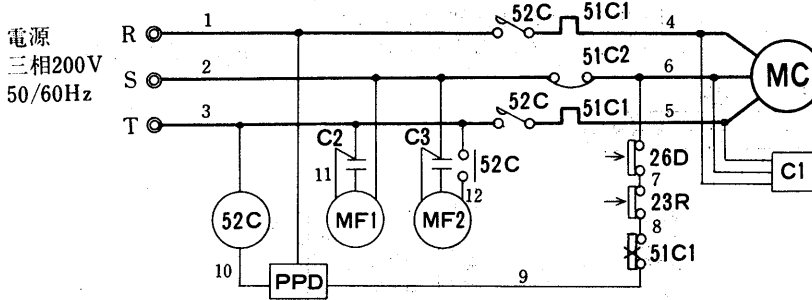 電源
三相200V
50/60Hz
R
S
T
1
2
3
52C
51C1
4
51C2
6
52C
51C1
5
MC
C2
11
C3
52C
12
26D
7
23R
8
51C1
C1
52C
MF1
MF2
10
PPD
9